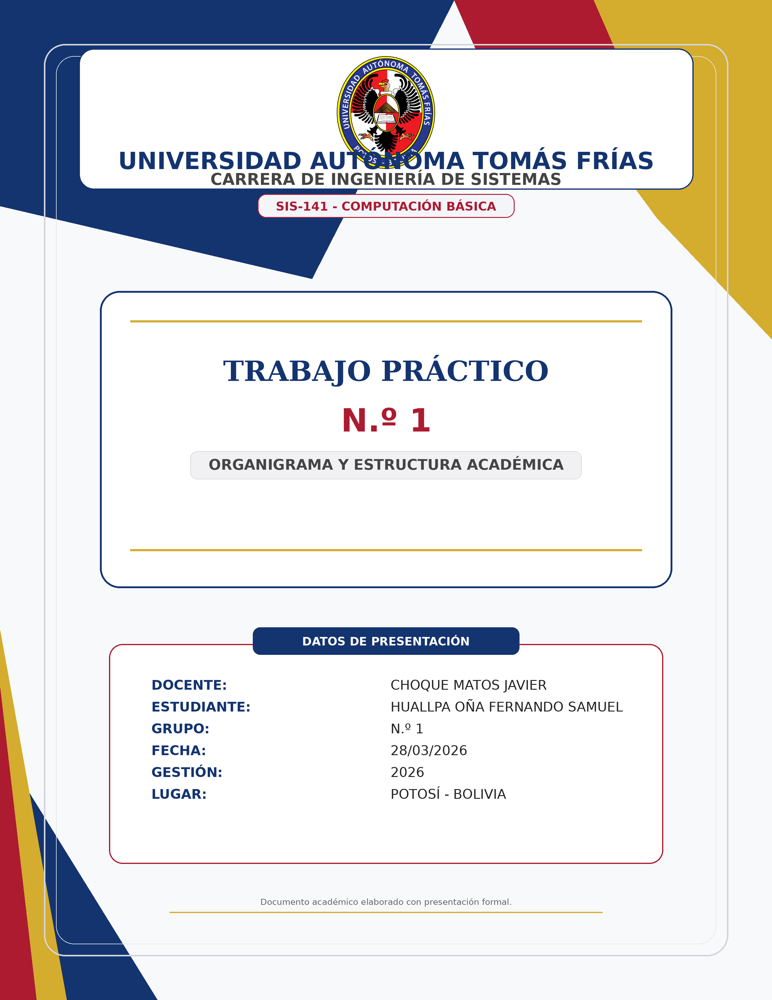 UNIVERSIDAD AUTÓNOMA TOMÁS FRÍAS
POTOSÍ - BOLIVIA
UNIVERSIDAD AUTÓNOMA TOMÁS FRÍAS
CARRERA DE INGENIERÍA DE SISTEMAS
SIS-141 - COMPUTACIÓN BÁSICA
TRABAJO PRÁCTICO
N.º 1
ORGANIGRAMA Y ESTRUCTURA ACADÉMICA
DATOS DE PRESENTACIÓN
DOCENTE: CHOQUE MATOS JAVIER
ESTUDIANTE: HUALLPA OÑA FERNANDO SAMUEL
GRUPO: N.º 1
FECHA: 28/03/2026
GESTIÓN: 2026
LUGAR: POTOSÍ - BOLIVIA
Documento académico elaborado con presentación formal.